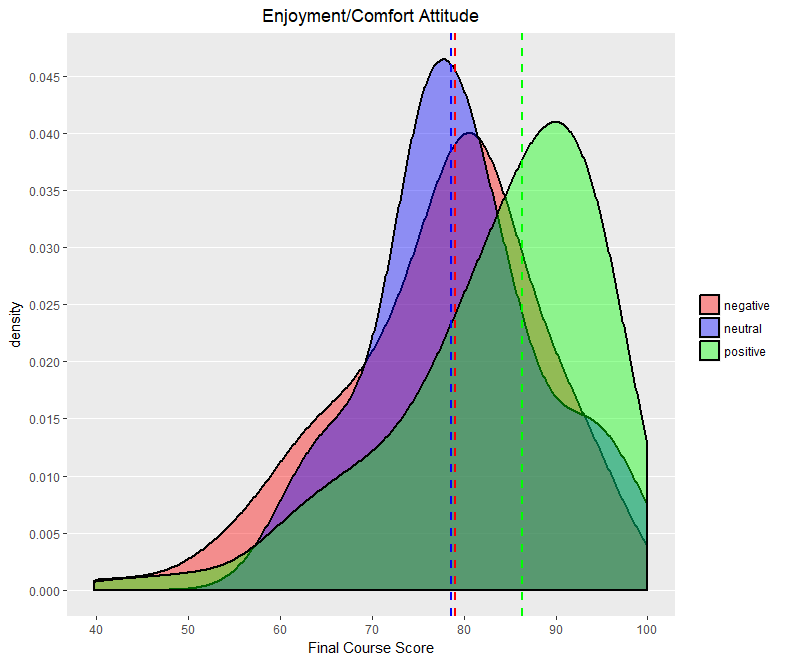 Enjoyment/Comfort Attitude
0.045
0.040
0.035
0.030
0.025
0.020
0.015
0.010
0.005
0.000
density
40 50 60 70 80 90 100
Final Course Score
negative
neutral
positive